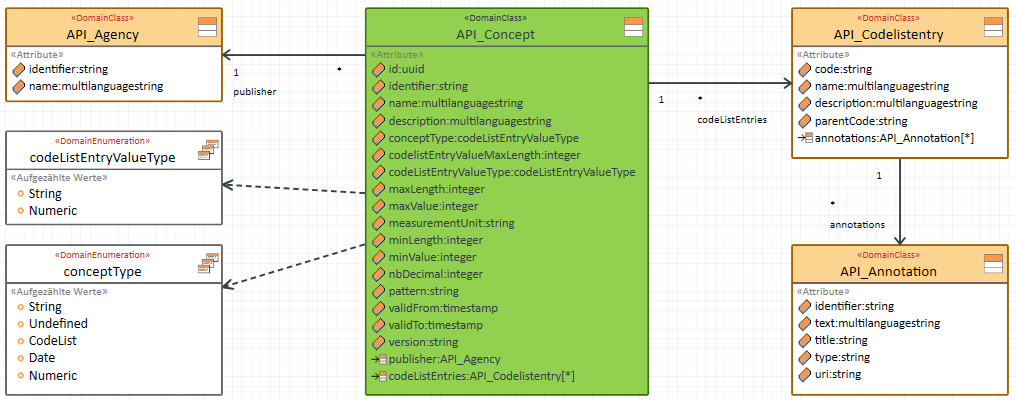 «DomainClass»
API_Agency
«Attribute»
identifier:string
name:multilanguagestring
«DomainEnumeration»
codeListEntryValueType
«Aufgezählte Werte»
String
Numeric
«DomainEnumeration»
conceptType
«Aufgezählte Werte»
String
Undefined
CodeList
Date
Numeric
1
*
publisher
«DomainClass»
API_Concept
«Attribute»
id:uuid
identifier:string
name:multilanguagestring
description:multilanguagestring
conceptType:codeListEntryValueType
codelistEntryValueMaxLength:integer
codeListEntryValueType:codeListEntryValueType
maxLength:integer
maxValue:integer
measurementUnit:string
minLength:integer
minValue:integer
nbDecimal:integer
pattern:string
validFrom:timestamp
validTo:timestamp
version:string
publisher:API_Agency
codeListEntries:API_Codelistentry[*]
1
*
codeListEntries
«DomainClass»
API_Codelistentry
«Attribute»
code:string
name:multilanguagestring
description:multilanguagestring
parentCode:string
annotations:API_Annotation[*]
1
*
annotations
«DomainClass»
API_Annotation
«Attribute»
identifier:string
text:multilanguagestring
title:string
type:string
uri:string